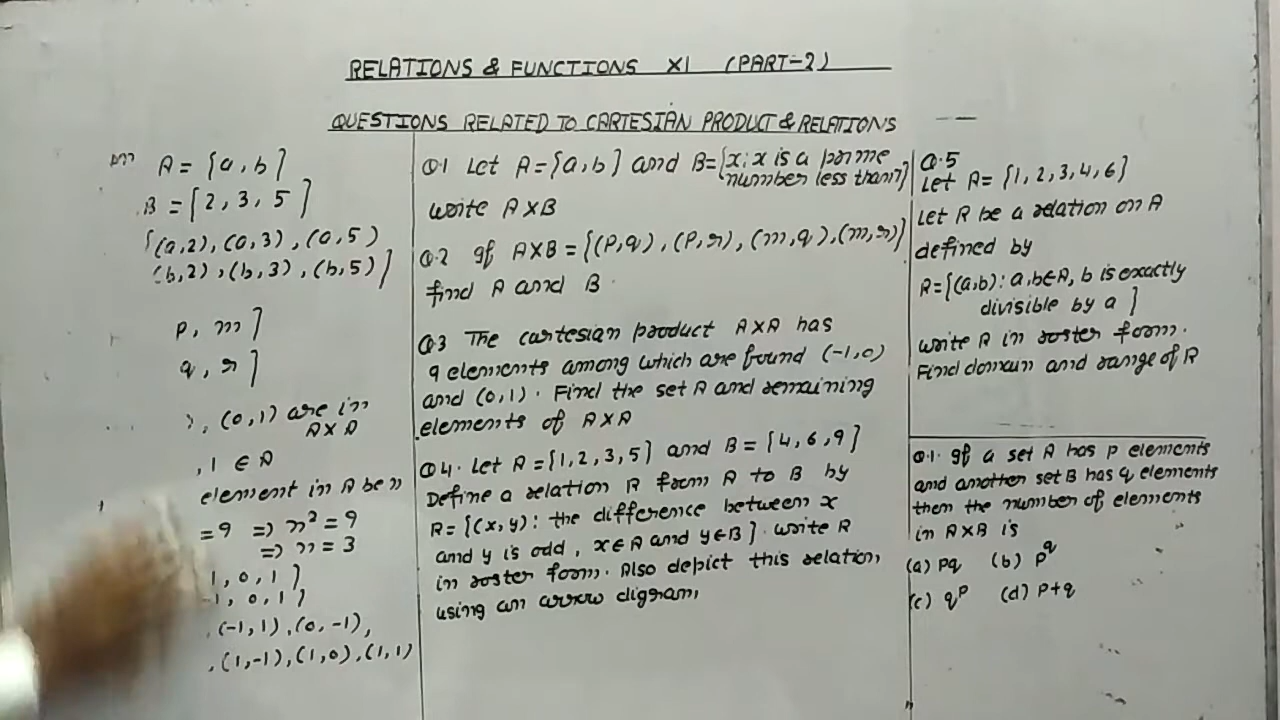 RELATIONS & FUNCTIONS XI (PART-2)
QUESTIONS RELATED TO CARTESIAN PRODUCT & RELATIONS
A = {a, b}
B = {2, 3, 5}
{(a,2), (a,3), (a,5)
(b,2), (b,3), (b,5)}
p, m}
q, r}
, (0,1) are in
A×A
, 1 ∈ A
element in A be n
= 9 => n² = 9
=> n = 3
1, 0, 1}
-1, 0, 1}
, (-1,1), (0,-1),
, (1,-1), (1,0), (1,1)
Q.1 Let A={a,b} and B={x:x is a prime
number less than 7}
write A×B
Q.2 If A×B = {(p,q), (p,r), (m,q), (m,r)}
find A and B.
Q.3 The cartesian product A×A has
9 elements among which are found (-1,0)
and (0,1). Find the set A and remaining
elements of A×A
Q.4. Let A={1,2,3,5} and B={4,6,9}
Define a relation R from A to B by
R={(x,y): the difference between x
and y is odd, x∈A and y∈B}. write R
in roster form. Also depict this relation
using an arrow digram.
Q.5
Let A= {1,2,3,4,6}
Let R be a relation on A
defined by
R={(a,b): a,b∈A, b is exactly
divisible by a}
write R in roster form.
Find domain and range of R
Q.1. If a set A has p elements
and another set B has q elements
then the number of elements
in A×B is
(a) pq (b) p^q
(c) q^p (d) p+q